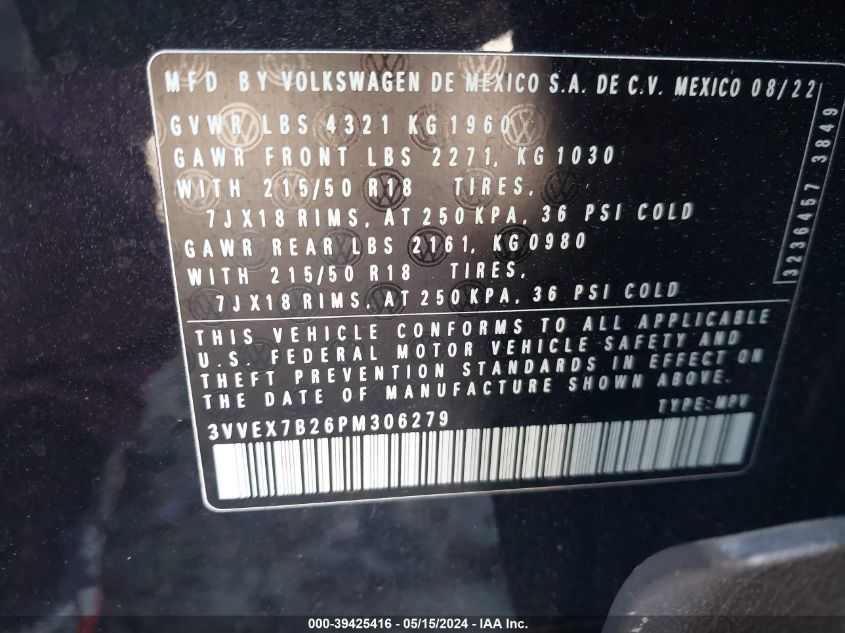 MFD BY VOLKSWAGEN DE MEXICO S.A. DE C.V. MEXICO 08/22
GVWR LBS 4321 KG 1960
GAWR FRONT LBS 2271, KG 1030
WITH 215/50 R18 TIRES,
7JX18 RIMS, AT 250 KPA, 36 PSI COLD
GAWR REAR LBS 2161, KG 0980
WITH 215/50 R18 TIRES,
7JX18 RIMS, AT 250 KPA, 36 PSI COLD
3236457 3849
THIS VEHICLE CONFORMS TO ALL APPLICABLE
U.S. FEDERAL MOTOR VEHICLE SAFETY AND
THEFT PREVENTION STANDARDS IN EFFECT ON
THE DATE OF MANUFACTURE SHOWN ABOVE.
TYPE: MPV
3VVEX7B26PM306279
000-39425416 - 05/15/2024 - IAA Inc.